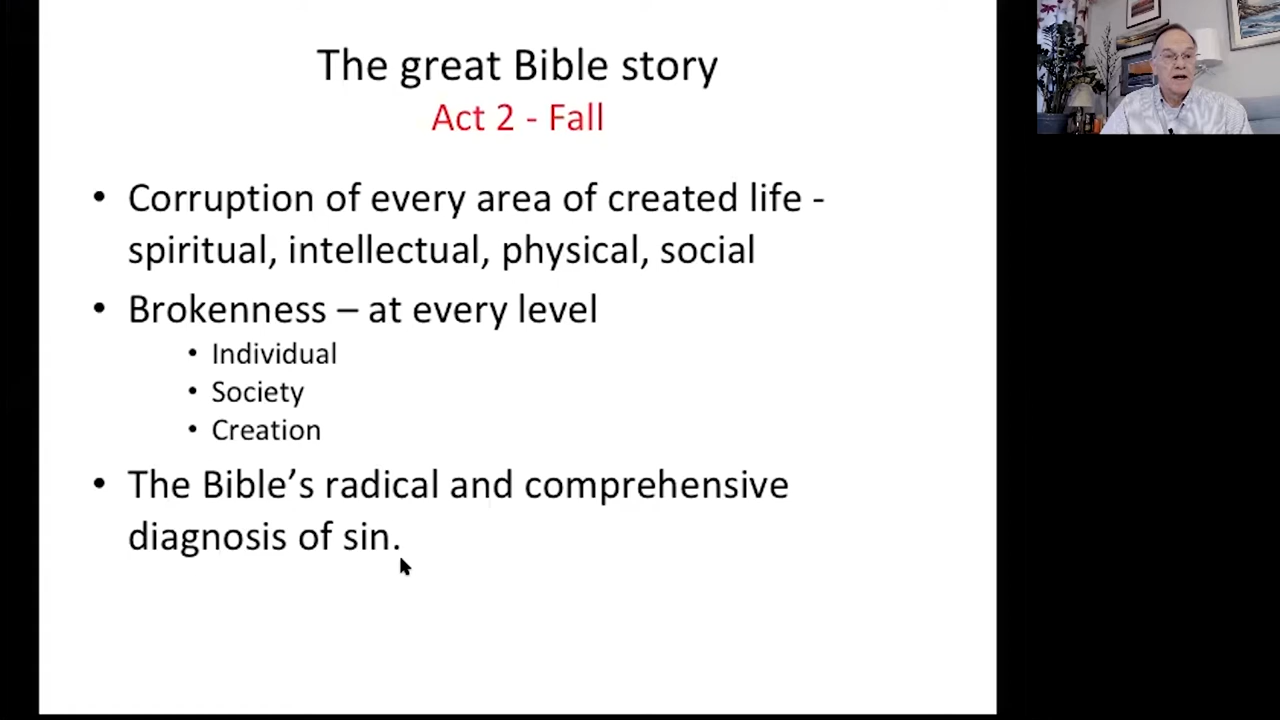 The great Bible story
Act 2 - Fall
• Corruption of every area of created life -
spiritual, intellectual, physical, social
• Brokenness – at every level
• Individual
• Society
• Creation
• The Bible’s radical and comprehensive
diagnosis of sin.